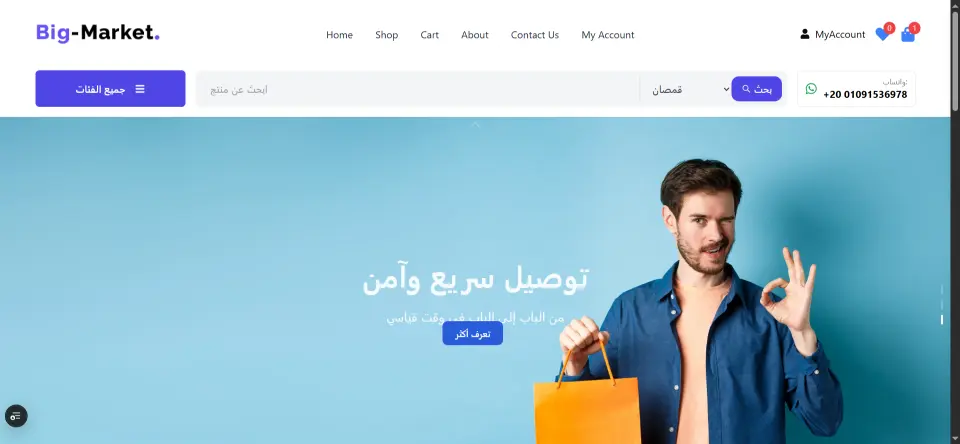 Big-Market.
Home Shop Cart About Contact Us My Account
MyAccount 0 1
جميع الفئات
ابحث عن منتج
قمصان
بحث
واتساب:
+20 01091536978
توصيل سريع وآمن
من الباب إلى الباب في وقت قياسي
تعرف أكثر